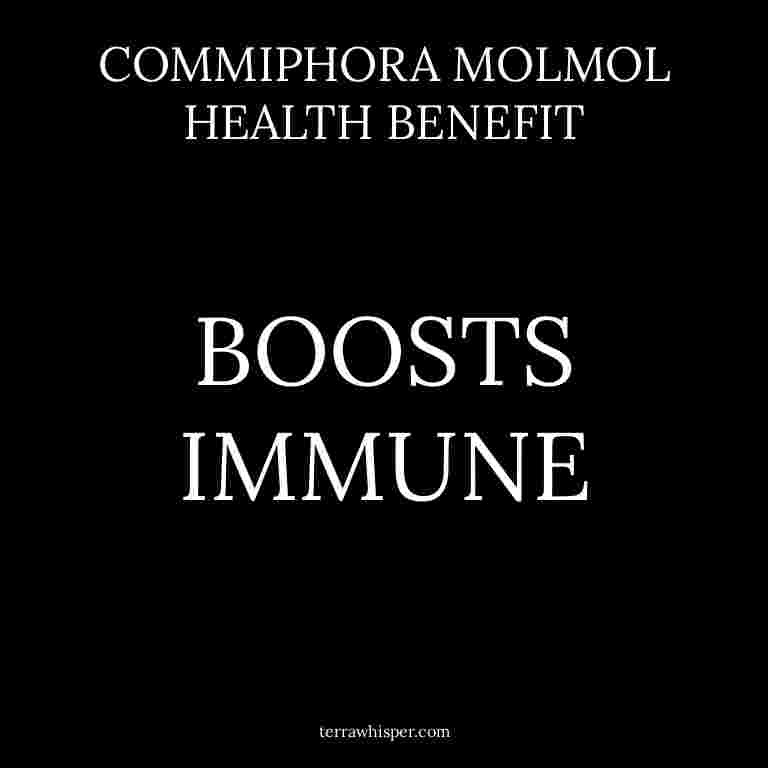 COMMIPHORA MOLMOL
HEALTH BENEFIT
BOOSTS
IMMUNE
terrawhisper.com